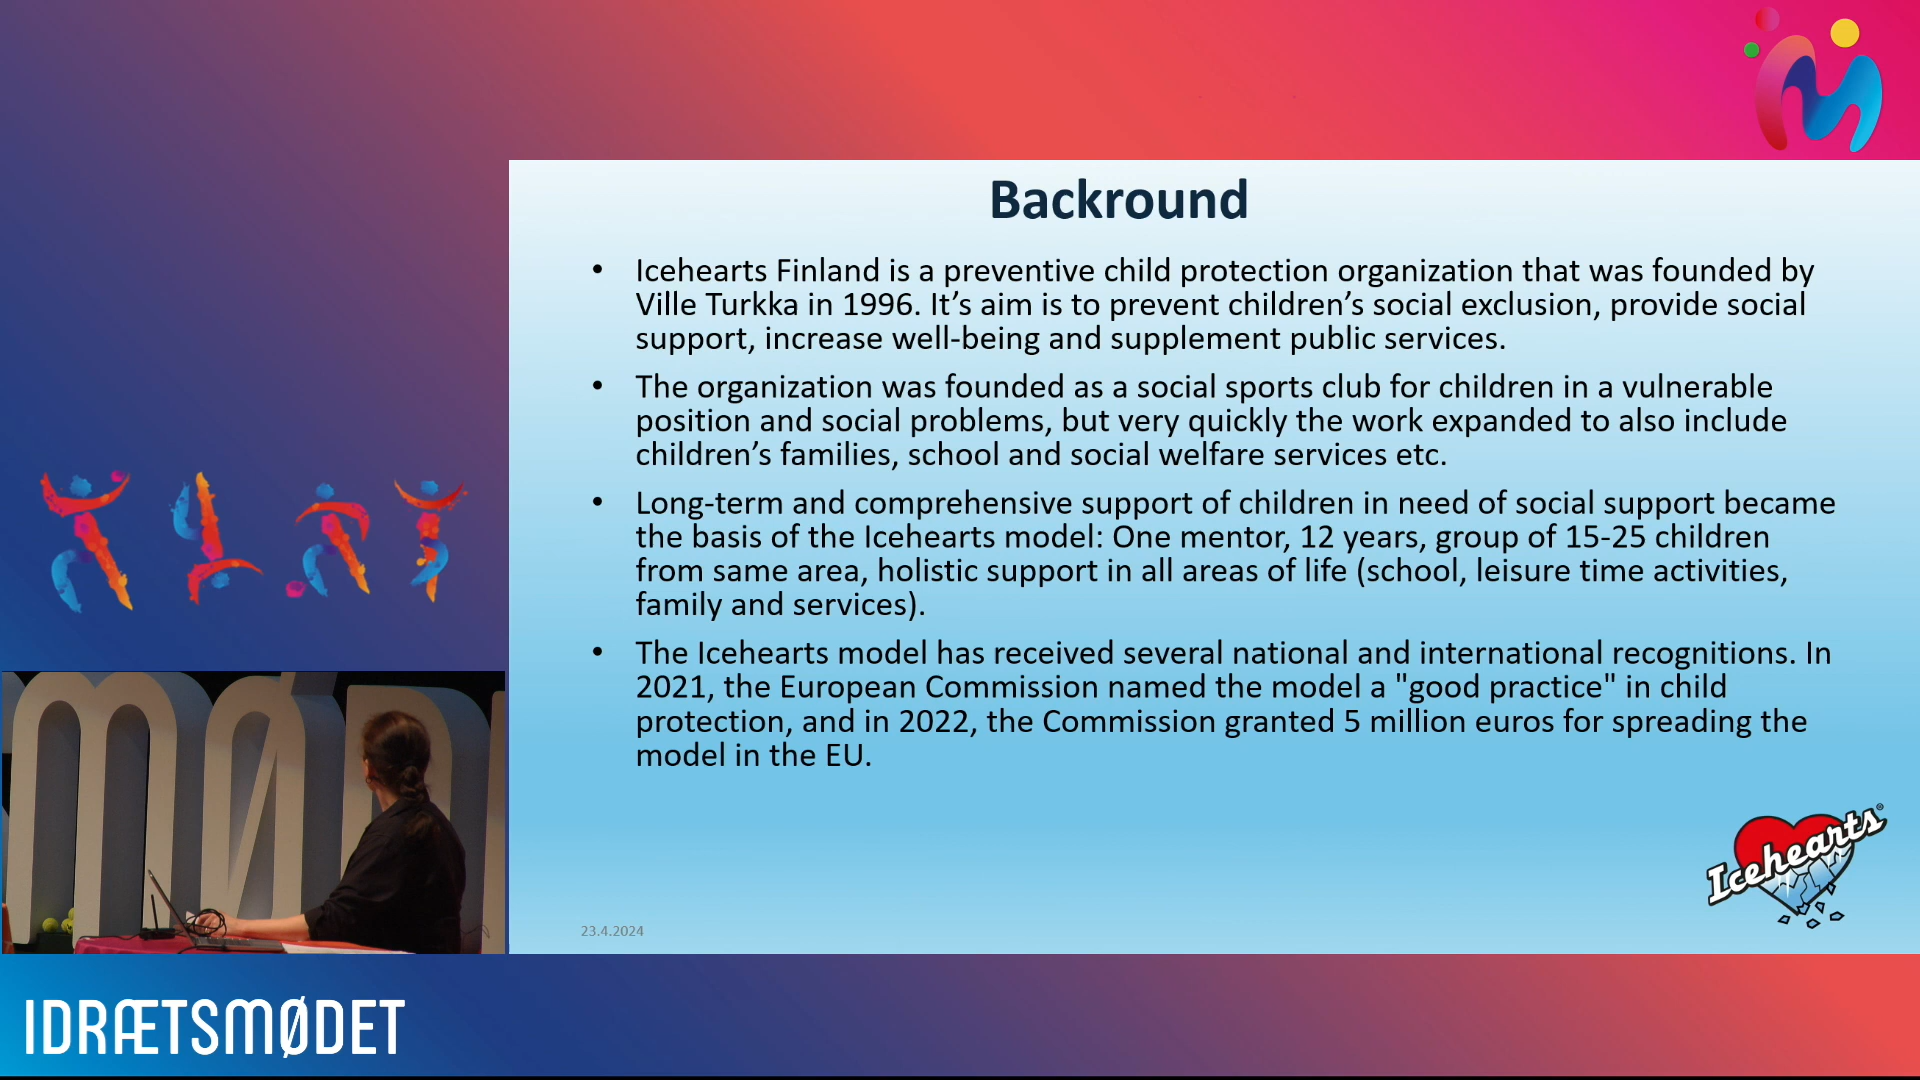 Backround
• Icehearts Finland is a preventive child protection organization that was founded by
Ville Turkka in 1996. It’s aim is to prevent children’s social exclusion, provide social
support, increase well-being and supplement public services.
• The organization was founded as a social sports club for children in a vulnerable
position and social problems, but very quickly the work expanded to also include
children’s families, school and social welfare services etc.
• Long-term and comprehensive support of children in need of social support became
the basis of the Icehearts model: One mentor, 12 years, group of 15-25 children
from same area, holistic support in all areas of life (school, leisure time activities,
family and services).
• The Icehearts model has received several national and international recognitions. In
2021, the European Commission named the model a "good practice" in child
protection, and in 2022, the Commission granted 5 million euros for spreading the
model in the EU.
Icehearts®
23.4.2024
MØD
IDRÆTSMØDET